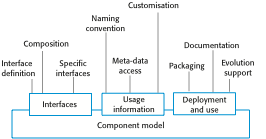 Customisation
Naming
convention
Documentation
Composition
Specific
interfaces
Meta-data
access
Packaging
Evolution
support
Interface
definition
Interfaces
Usage
information
Deployment
and use
Component model